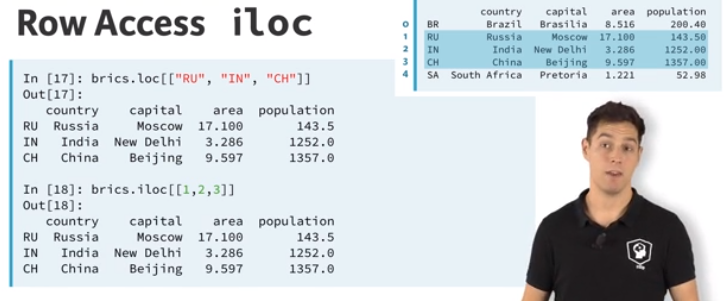 Row Access iloc
country capital area population
0 BR Brazil Brasilia 8.516 200.40
1 RU Russia Moscow 17.100 143.50
2 IN India New Delhi 3.286 1252.00
3 CH China Beijing 9.597 1357.00
4 SA South Africa Pretoria 1.221 52.98
In [17]: brics.loc[["RU", "IN", "CH"]]
Out[17]:
country capital area population
RU Russia Moscow 17.100 143.5
IN India New Delhi 3.286 1252.0
CH China Beijing 9.597 1357.0
In [18]: brics.iloc[[1,2,3]]
Out[18]:
country capital area population
RU Russia Moscow 17.100 143.5
IN India New Delhi 3.286 1252.0
CH China Beijing 9.597 1357.0